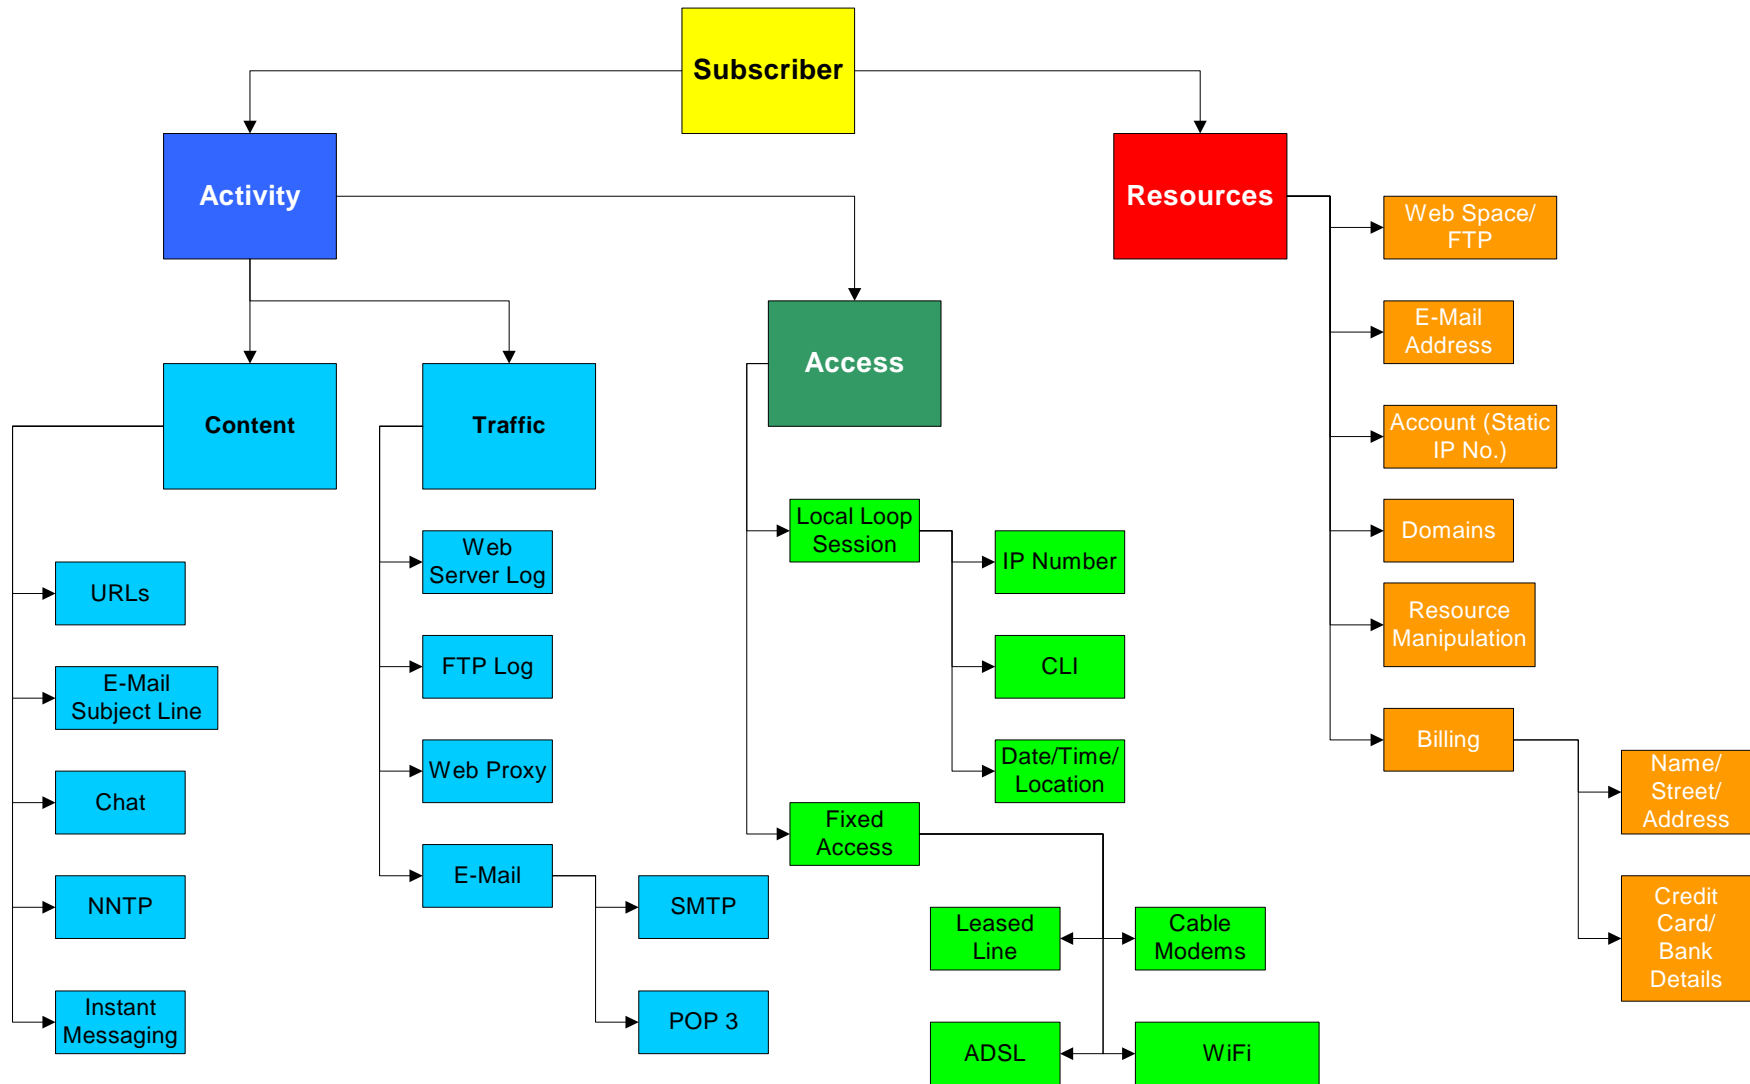 Subscriber
Activity
Resources
Web Space/
FTP
E-Mail
Address
Access
Content
Traffic
Account (Static
IP No.)
Local Loop
Session
IP Number
Domains
Web
Server Log
URLs
Resource
Manipulation
FTP Log
CLI
E-Mail
Subject Line
Billing
Web Proxy
Date/Time/
Location
Name/
Street/
Address
Chat
Fixed
Access
E-Mail
SMTP
NNTP
Leased
Line
Cable
Modems
Credit
Card/
Bank
Details
Instant
Messaging
POP 3
ADSL
WiFi